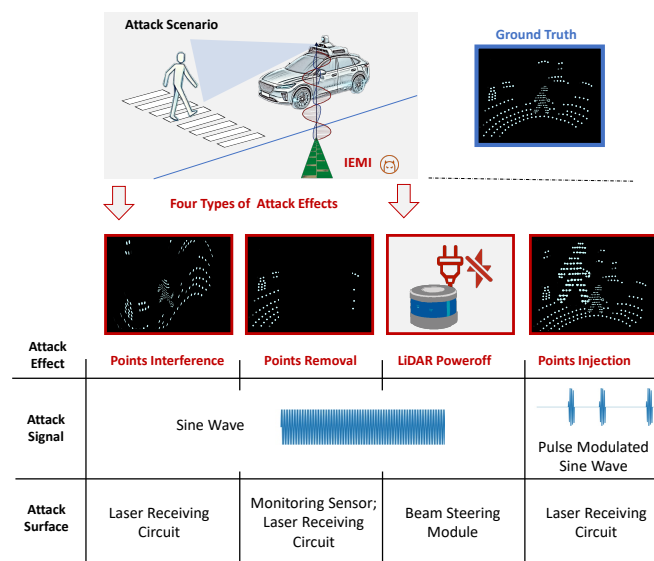 Attack Scenario
Ground Truth
IEMI
Four Types of Attack Effects
Attack
Effect
Points Interference
Points Removal
LiDAR Poweroff
Points Injection
Attack
Signal
Sine Wave
Pulse Modulated
Sine Wave
Attack
Surface
Laser Receiving
Circuit
Monitoring Sensor;
Laser Receiving
Circuit
Beam Steering
Module
Laser Receiving
Circuit